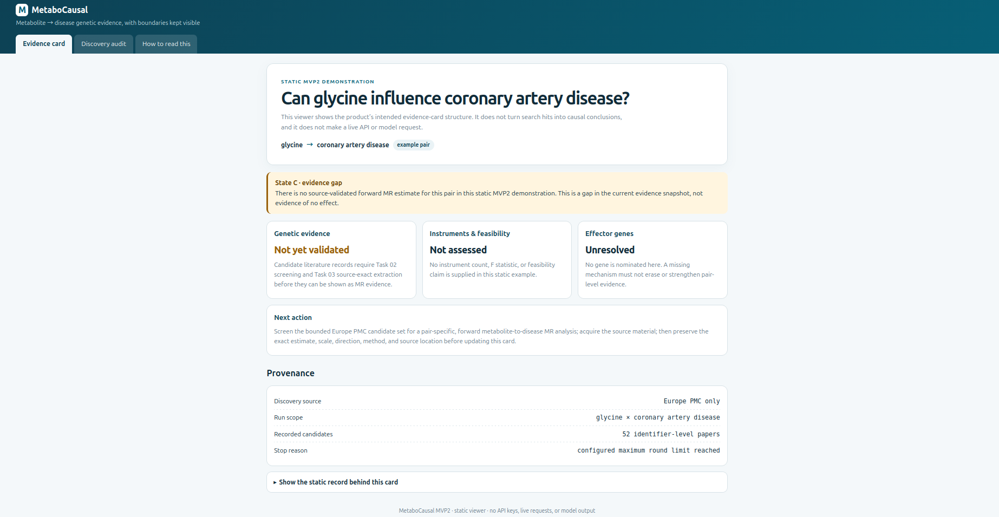 M MetaboCausal
Metabolite → disease genetic evidence, with boundaries kept visible
Evidence card
Discovery audit
How to read this
STATIC MVP2 DEMONSTRATION
Can glycine influence coronary artery disease?
This viewer shows the product's intended evidence-card structure. It does not turn search hits into causal conclusions,
and it does not make a live API or model request.
glycine → coronary artery disease example pair
State C · evidence gap
There is no source-validated forward MR estimate for this pair in this static MVP2 demonstration. This is a gap in the current evidence snapshot, not
evidence of no effect.
Genetic evidence
Not yet validated
Candidate literature records require Task 02
screening and Task 03 source-exact extraction
before they can be shown as MR evidence.
Instruments & feasibility
Not assessed
No instrument count, F statistic, or feasibility
claim is supplied in this static example.
Effector genes
Unresolved
No gene is nominated here. A missing
mechanism must not erase or strengthen pair-
level evidence.
Next action
Screen the bounded Europe PMC candidate set for a pair-specific, forward metabolite-to-disease MR analysis; acquire the source material; then preserve the
exact estimate, scale, direction, method, and source location before updating this card.
Provenance
Discovery source Europe PMC only
Run scope glycine × coronary artery disease
Recorded candidates 52 identifier-level papers
Stop reason configured maximum round limit reached
▸ Show the static record behind this card
MetaboCausal MVP2 · static viewer · no API keys, live requests, or model output